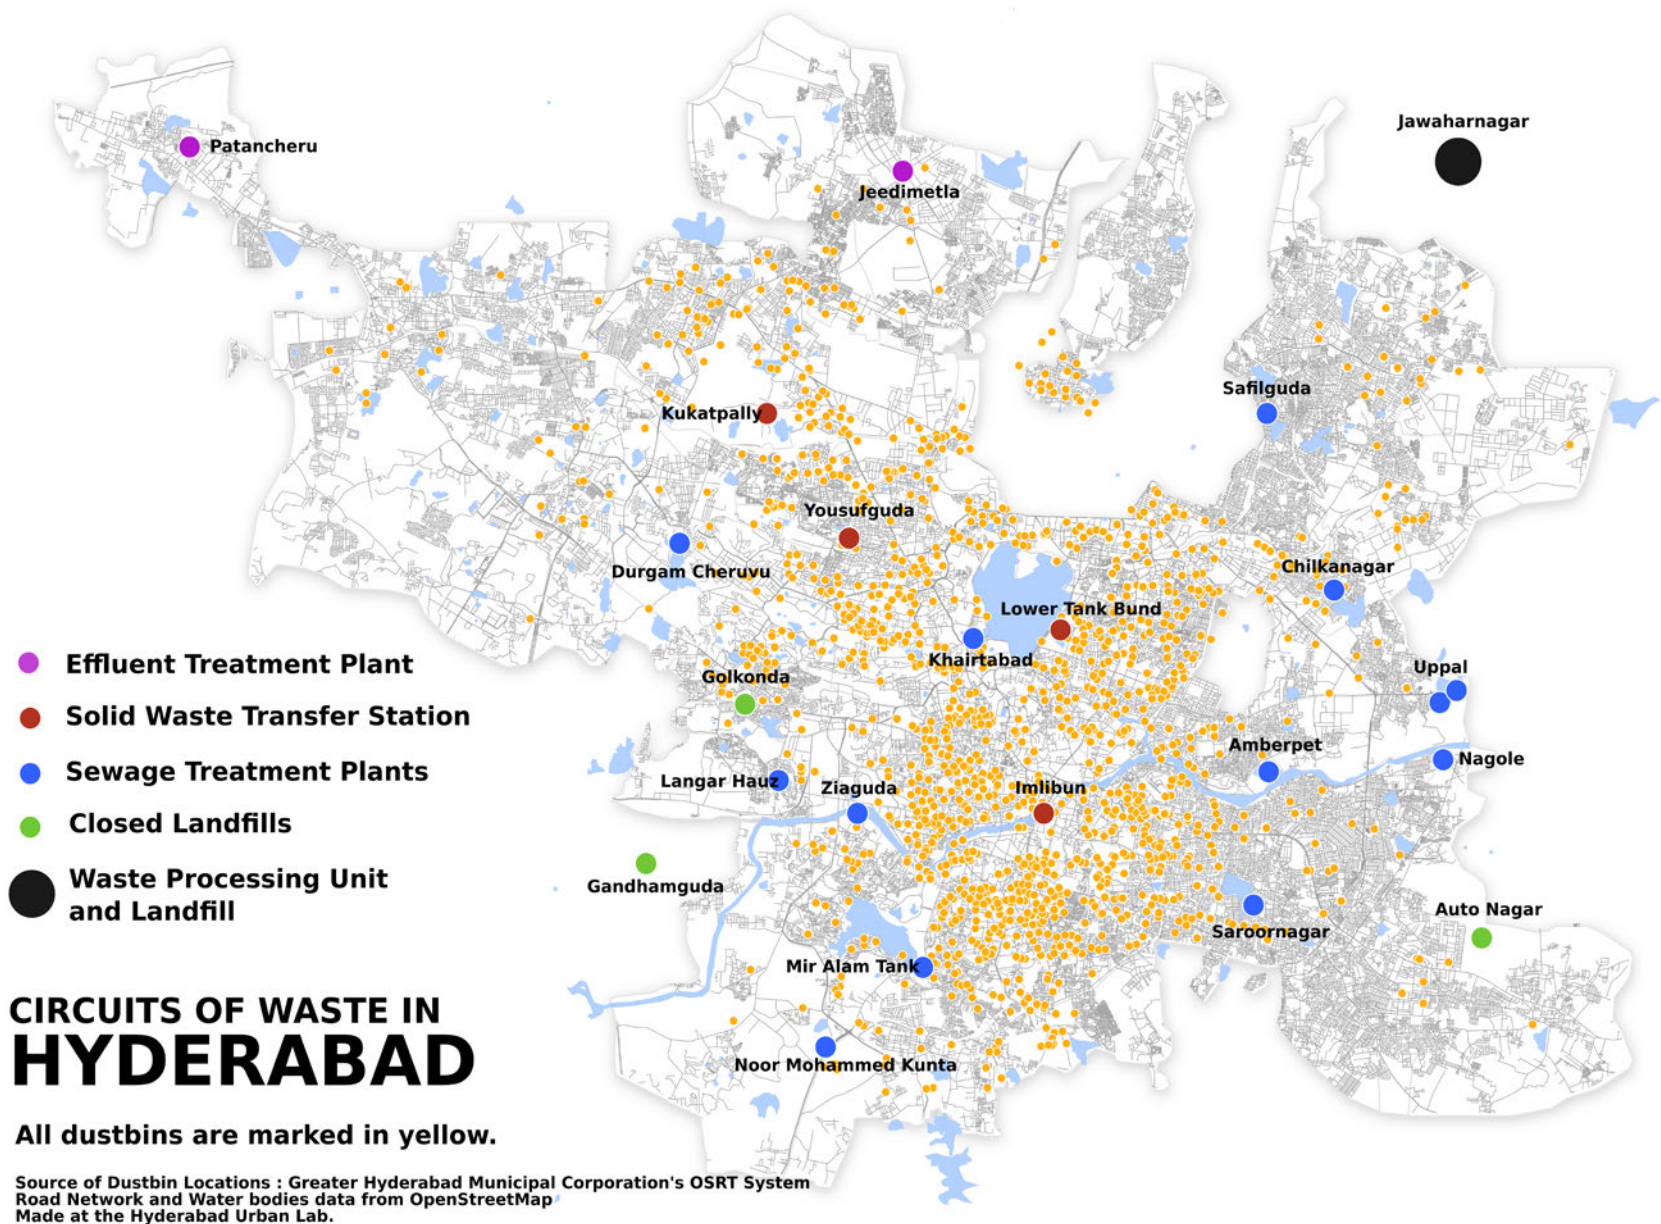 Jawaharnagar
Patancheru
Jeedimetla
Safilguda
Kukatpally
Yousufguda
Chilkanagar
Durgam Cheruvu
Lower Tank Bund
Khairtabad
Uppal
Golkonda
Effluent Treatment Plant
Solid Waste Transfer Station
Sewage Treatment Plants
Closed Landfills
Waste Processing Unit
and Landfill
Amberpet
Nagole
Langar Hauz
Ziaguda
Imlibun
Gandhamguda
Auto Nagar
Saroornagar
Mir Alam Tank
Noor Mohammed Kunta
CIRCUITS OF WASTE IN
HYDERABAD
All dustbins are marked in yellow.
Source of Dustbin Locations : Greater Hyderabad Municipal Corporation's OSRT System
Road Network and Water bodies data from OpenStreetMap
Made at the Hyderabad Urban Lab.